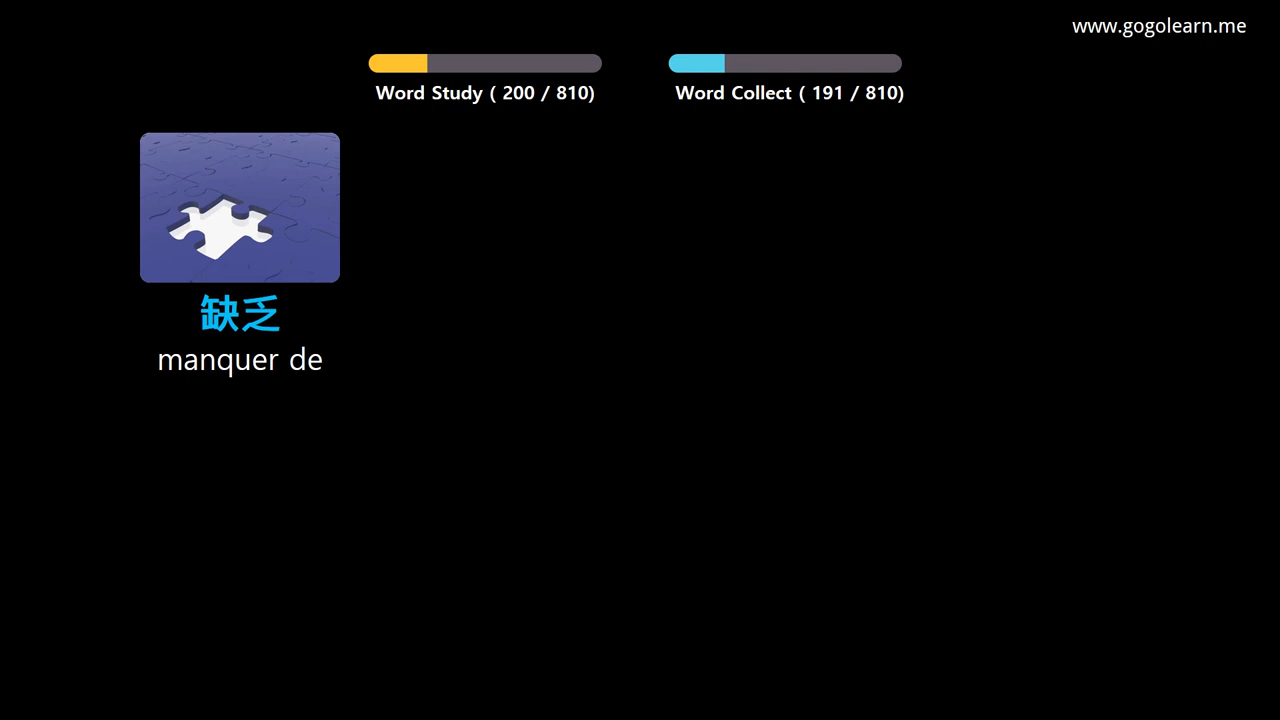 www.gogolearn.me
Word Study ( 200 / 810)
Word Collect ( 191 / 810)
缺乏
manquer de